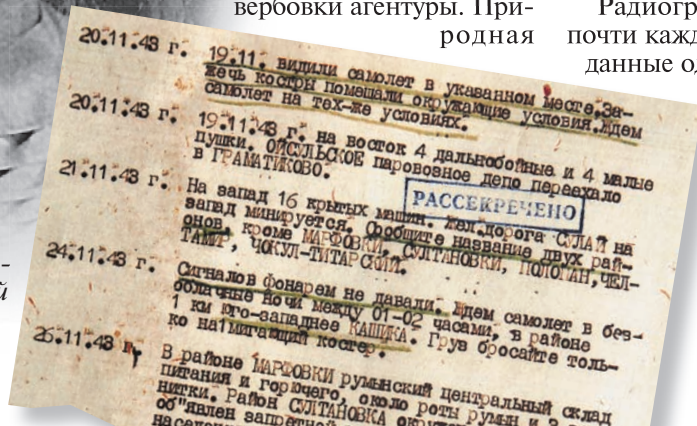 вербовки агентуры. При-
родная
Радиогр
почти кажд
данные о
-
й
20.11.43 г. 19.11. видили самолет в указанном месте.За-
жечь костры помешали окружающие условия.Ждем
самолет на тех-же условиях.
20.11.43 г. 19.11.43 г. на восток 4 дальнобойные и 4 малые
пушки. ОЙСУЛЬСКОЕ паровозное депо переехало
в ГРАМАТИКОВО.
РАССЕКРЕЧЕНО
21.11.43 г. На запад 16 крытых машин. Жел.дорога СУЛАЙ на
запад минируется. Сообщите название двух рай-
онов, кроме МАРФОВКИ, СУЛТАНОВКИ, ПОЛОПАН,ЧЕЛ-
ТАМИР, ЧОКУЛ-ТИТАРСКИЙ.
24.11.43 г. Сигналов фонарем не давали. Ждем самолет в без-
облачные ночи между 01-02 часами, в районе
1 км юго-западнее КАШИКА. Груз бросайте толь-
ко на1мигающий костер.
26.11.43 г. В районе МАРФОВКИ румынский центральный склад
питания и горючего, около роты румын и
нитки. Район СУЛТАНОВКА
об"явлен запретной